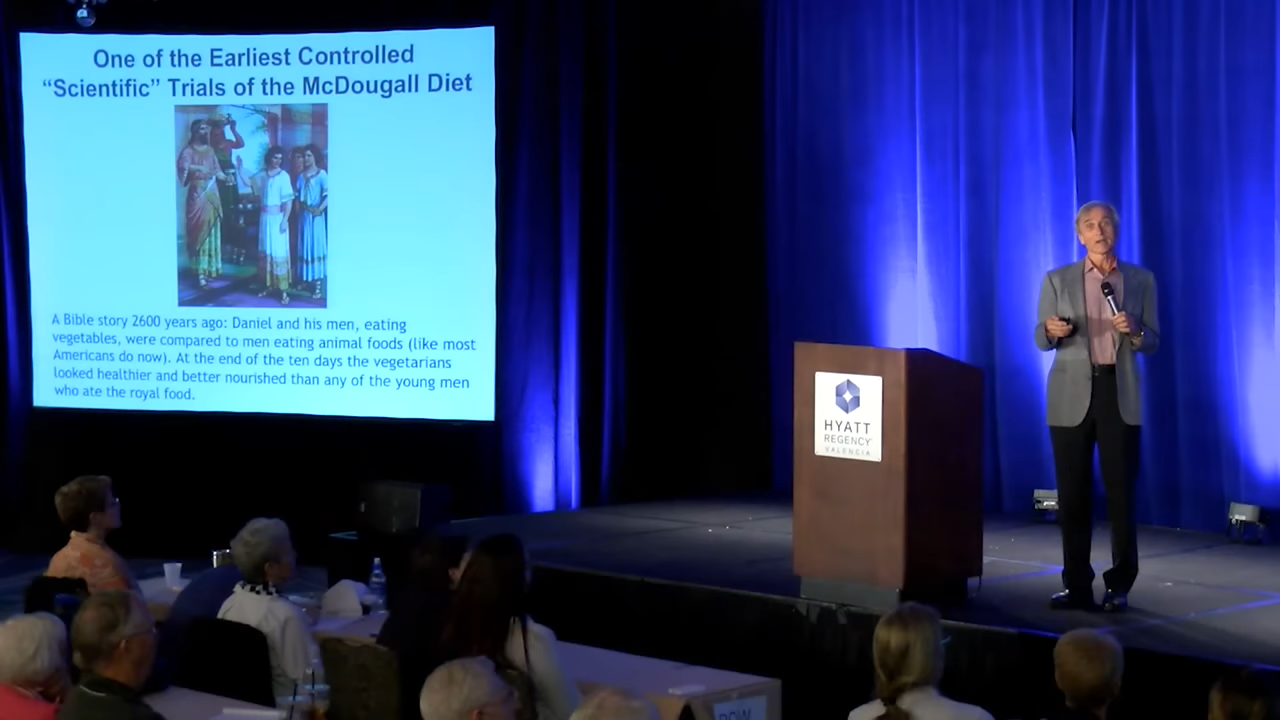 One of the Earliest Controlled
“Scientific” Trials of the McDougall Diet
A Bible story 2600 years ago: Daniel and his men, eating
vegetables, were compared to men eating animal foods (like most
Americans do now). At the end of the ten days the vegetarians
looked healthier and better nourished than any of the young men
who ate the royal food.
HYATT
REGENCY
VALENCIA